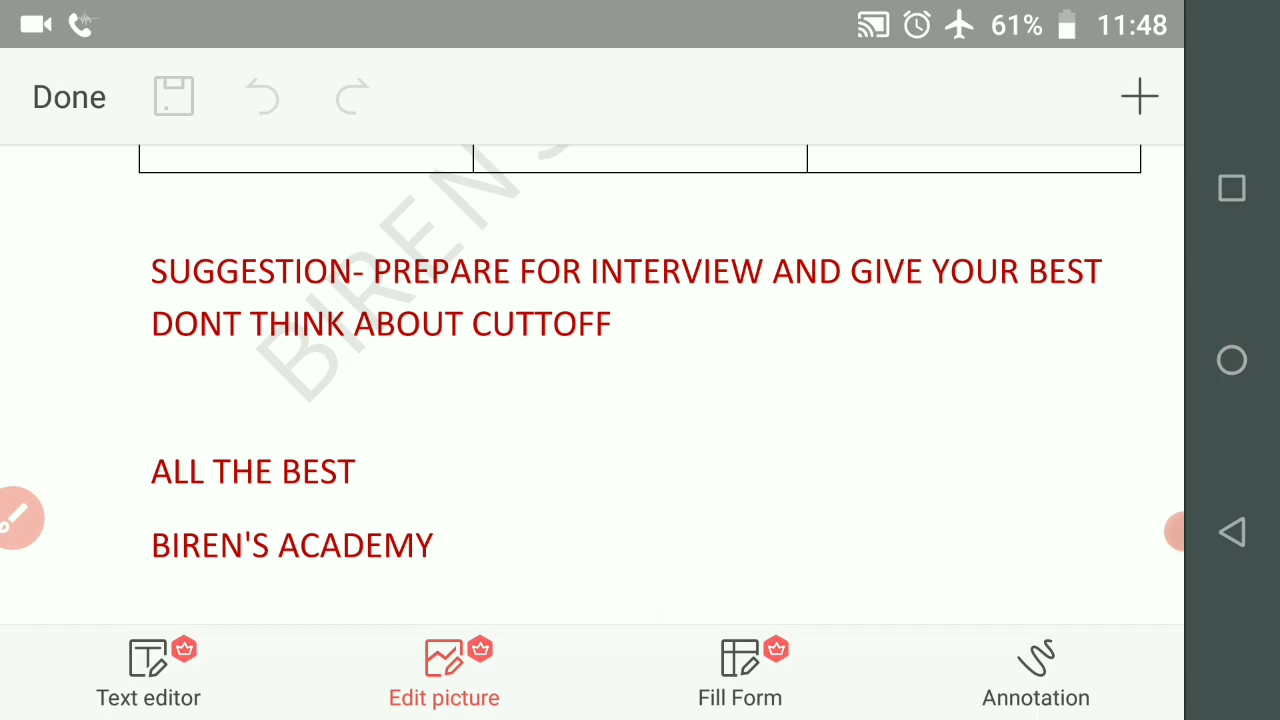 61% 11:48
Done
BIREN'S
SUGGESTION- PREPARE FOR INTERVIEW AND GIVE YOUR BEST
DONT THINK ABOUT CUTTOFF
ALL THE BEST
BIREN'S ACADEMY
Text editor Edit picture Fill Form Annotation